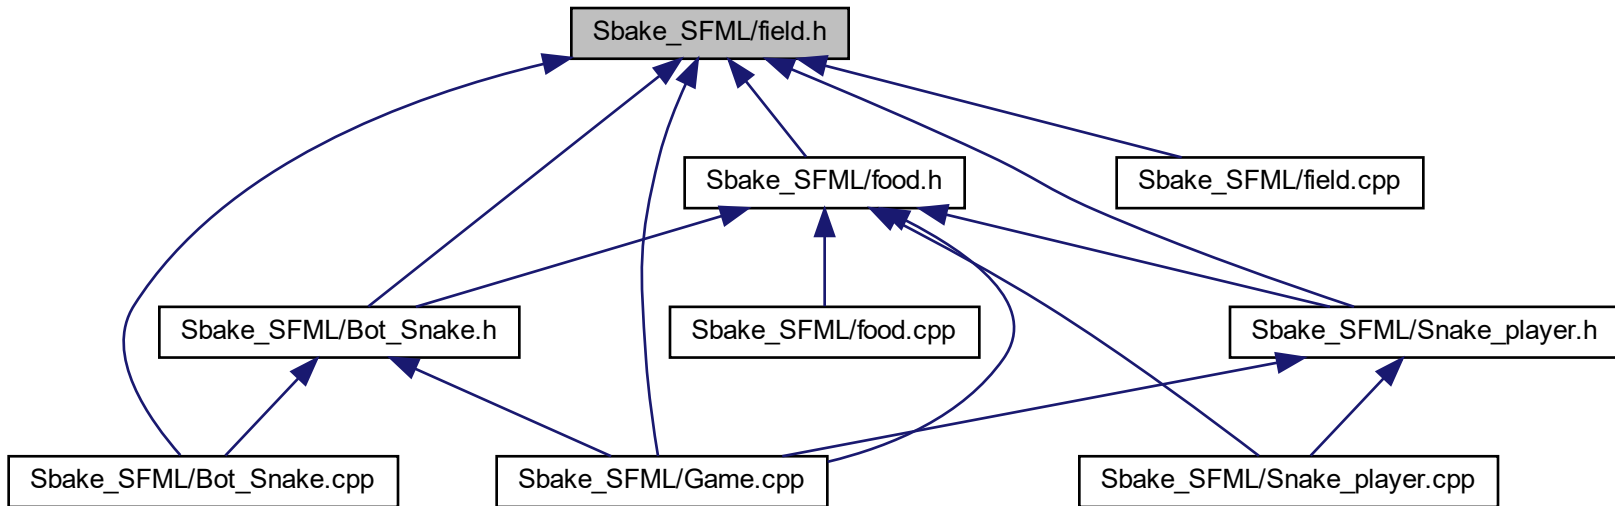 Sbake_SFML/field.h
Sbake_SFML/food.h
Sbake_SFML/field.cpp
Sbake_SFML/Bot_Snake.h
Sbake_SFML/food.cpp
Sbake_SFML/Snake_player.h
Sbake_SFML/Bot_Snake.cpp
Sbake_SFML/Game.cpp
Sbake_SFML/Snake_player.cpp